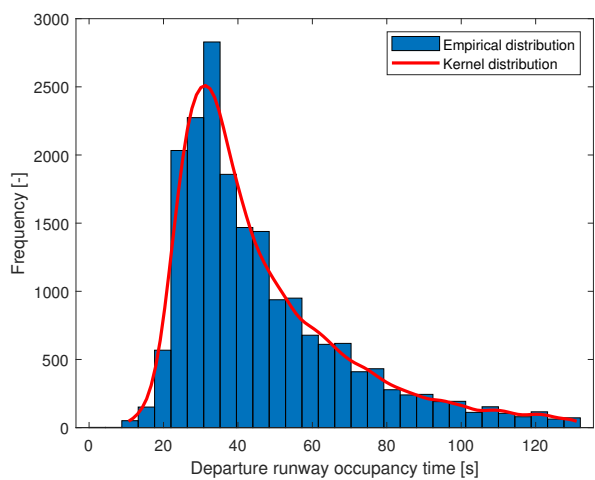 3000
2500
2000
1500
1000
500
0
Frequency [-]
Empirical distribution
Kernel distribution
0 20 40 60 80 100 120
Departure runway occupancy time [s]